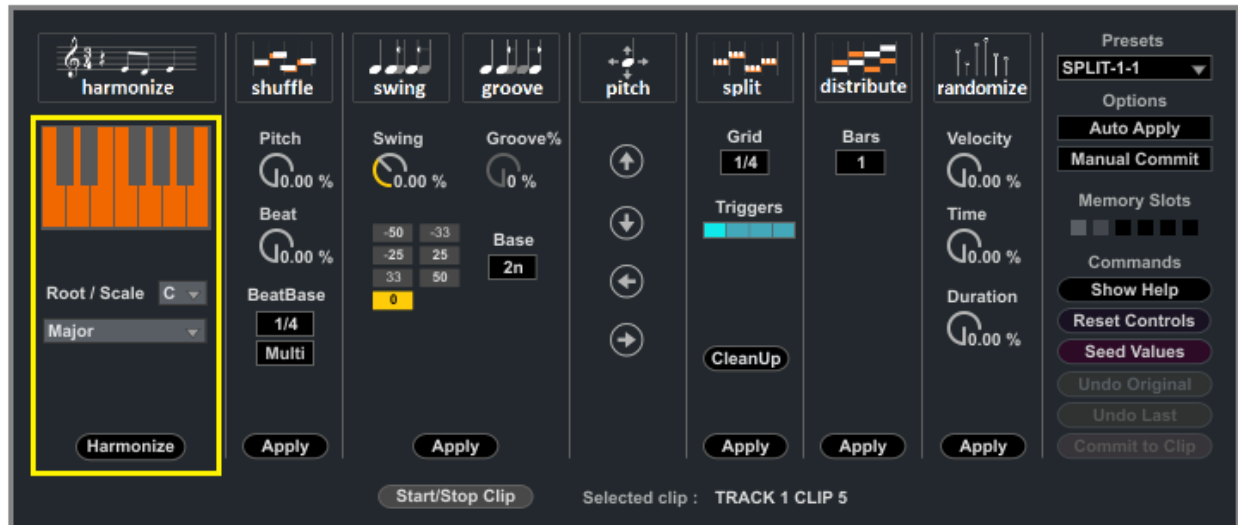 harmonize
shuffle
swing
groove
pitch
split
distribute
randomize
Presets
SPLIT-1-1
Options
Auto Apply
Manual Commit
Memory Slots
Commands
Show Help
Reset Controls
Seed Values
Undo Original
Undo Last
Commit to Clip
Root / Scale C
Major
Harmonize
Pitch
0.00 %
Beat
0.00 %
BeatBase
1/4
Multi
Apply
Swing
0.00 %
-50 -33
-25 25
33 50
0
Groove%
0 %
Base
2n
Apply
Grid
1/4
Triggers
CleanUp
Apply
Bars
1
Apply
Velocity
0.00 %
Time
0.00 %
Duration
0.00 %
Apply
Start/Stop Clip
Selected clip : TRACK 1 CLIP 5